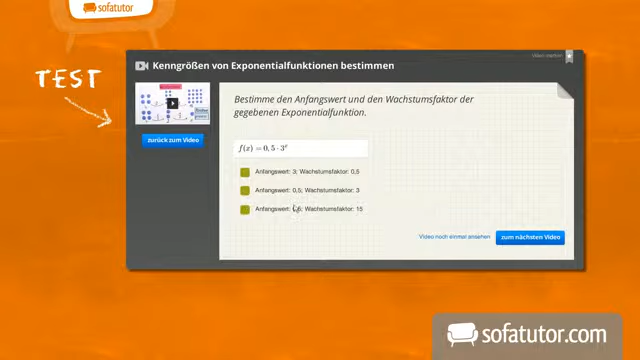 sofatutor
TEST
Kenngrößen von Exponentialfunktionen bestimmen
Bestimme den Anfangswert und den Wachstumsfaktor der
gegebenen Exponentialfunktion.
zurück zum Video
f(x) = 0,5 · 3ˣ
Anfangswert: 3; Wachstumsfaktor: 0,5
Anfangswert: 0,5; Wachstumsfaktor: 3
Wachstumsfaktor: 15
Video noch einmal ansehen
zum nächsten Video
sofatutor.com